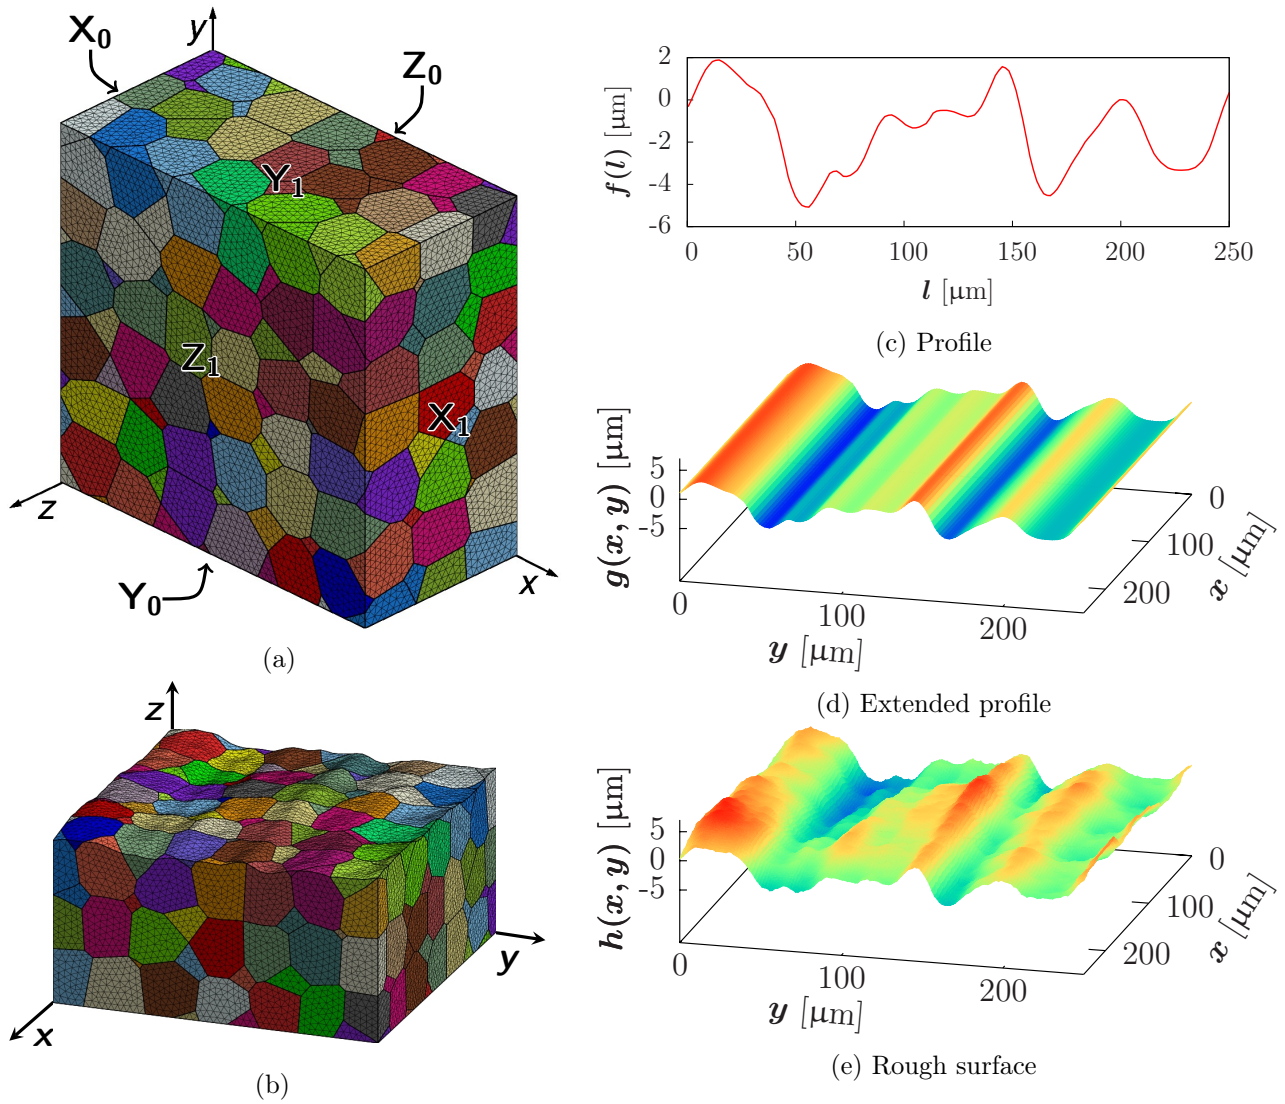 X₀
y
Z₀
Y₁
Z₁
X₁
z
x
Y₀
(a)
z
y
x
(b)
f(l) [µm]
2
0
-2
-4
-6
0 50 100 150 200 250
l [µm]
(c) Profile
g(x, y) [µm]
5
0
-5
0
100
200
y [µm]
0
100
200
x [µm]
(d) Extended profile
h(x, y) [µm]
5
0
-5
0
100
200
y [µm]
0
100
200
x [µm]
(e) Rough surface